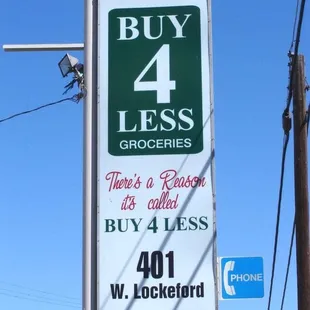 BUY
4
LESS
GROCERIES
There's a Reason
it's called
BUY 4 LESS
401
W. Lockeford
PHONE